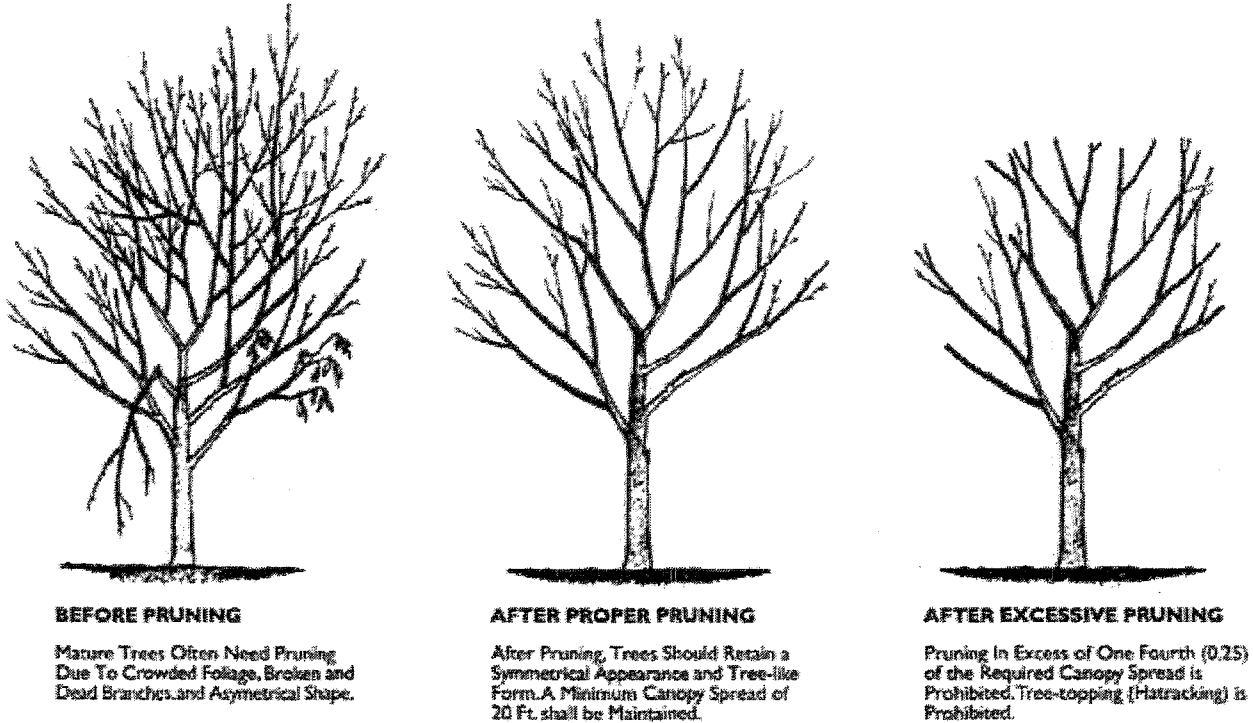 BEFORE PRUNING
Mature Trees Often Need Pruning
Due To Crowded Foliage, Broken and
Dead Branches, and Asymetrical Shape.
AFTER PROPER PRUNING
After Pruning, Trees Should Retain a
Symmetrical Appearance and Tree-like
Form. A Minimum Canopy Spread of
20 Ft. shall be Maintained.
AFTER EXCESSIVE PRUNING
Pruning In Excess of One Fourth (0.25)
of the Required Canopy Spread is
Prohibited. Tree-topping (Hatracking) is
Prohibited.